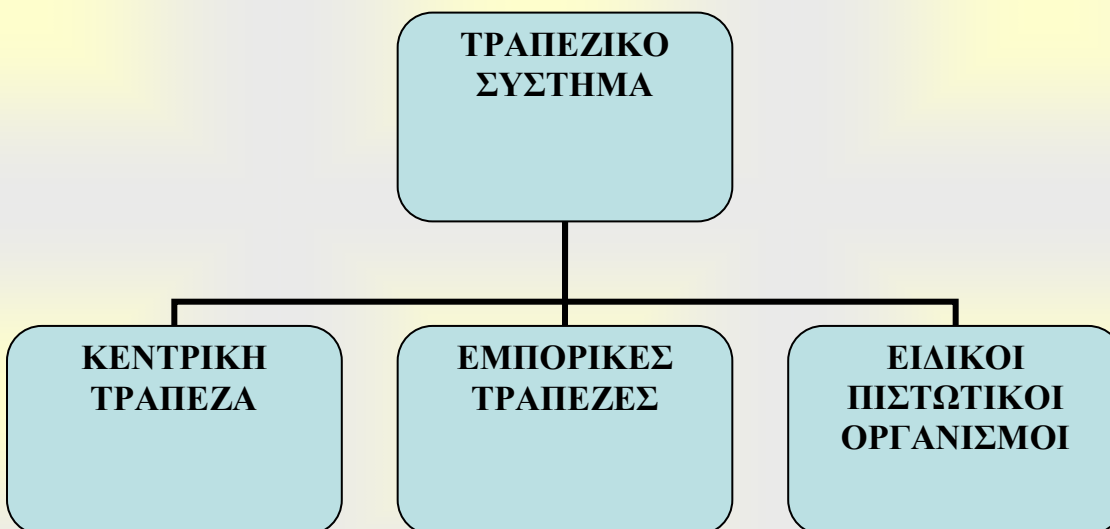 ΤΡΑΠΕΖΙΚΟ
ΣΥΣΤΗΜΑ
ΚΕΝΤΡΙΚΗ
ΤΡΑΠΕΖΑ
ΕΜΠΟΡΙΚΕΣ
ΤΡΑΠΕΖΕΣ
ΕΙΔΙΚΟΙ
ΠΙΣΤΩΤΙΚΟΙ
ΟΡΓΑΝΙΣΜΟΙ